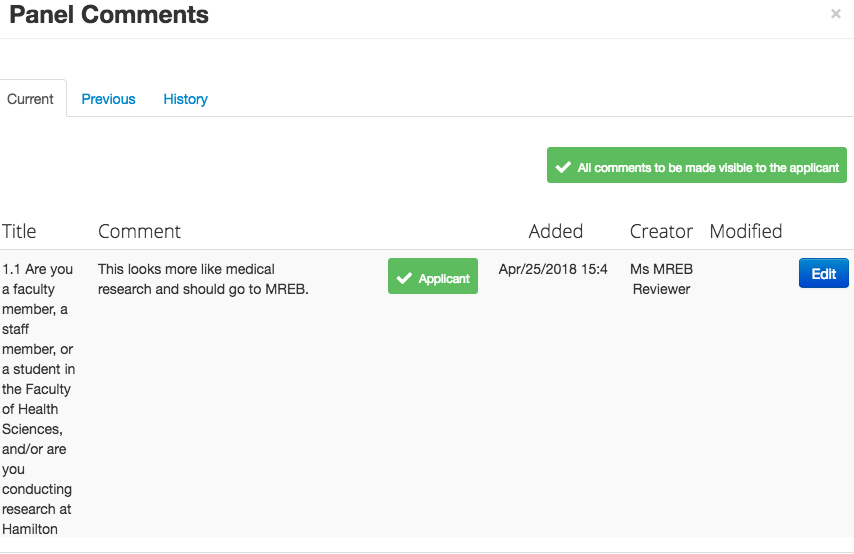 Panel Comments
×
Current Previous History
All comments to be made visible to the applicant
Title Comment Added Creator Modified
1.1 Are you
a faculty
member, a
staff
member, or
a student in
the Faculty
of Health
Sciences,
and/or are
you
conducting
research at
Hamilton
This looks more like medical
research and should go to MREB.
Applicant
Apr/25/2018 15:4
Ms MREB
Reviewer
Edit